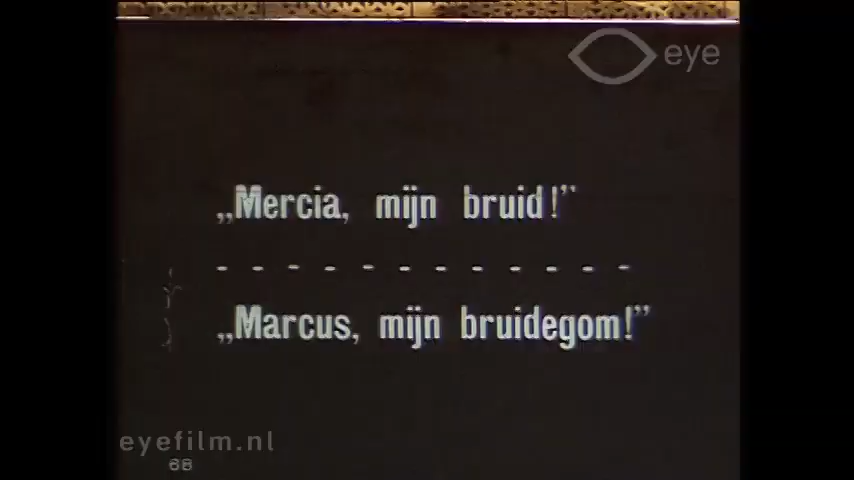 eye
„Mercia, mijn bruid!”
- - - - - - - - - - - -
„Marcus, mijn bruidegom!”
eyefilm.nl
68